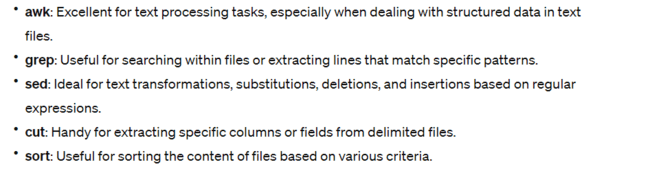 • awk: Excellent for text processing tasks, especially when dealing with structured data in text
files.
• grep: Useful for searching within files or extracting lines that match specific patterns.
• sed: Ideal for text transformations, substitutions, deletions, and insertions based on regular
expressions.
• cut: Handy for extracting specific columns or fields from delimited files.
• sort: Useful for sorting the content of files based on various criteria.